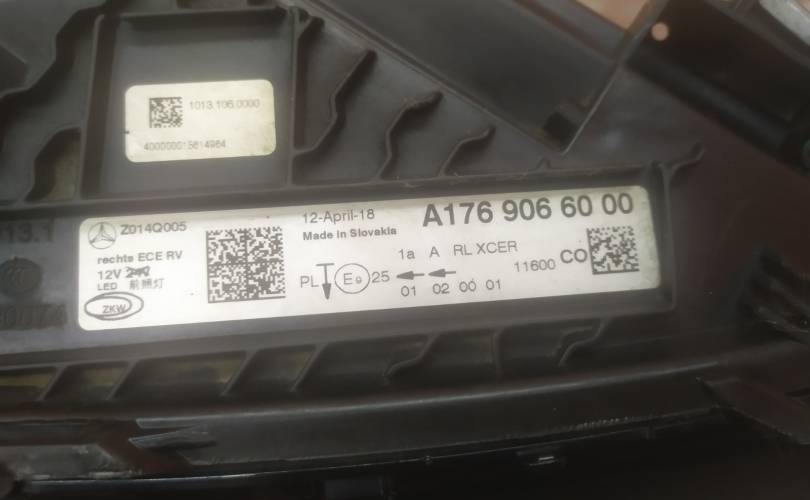 1013.106.0000
400000015614964
Z014Q005
12-April-18
A176 906 60 00
Made in Slovakia
rechts ECE RV
12V
LED 前照灯
ZKW
1a A RL XCER
PL E9 25
01 02 00 01
11600 CO